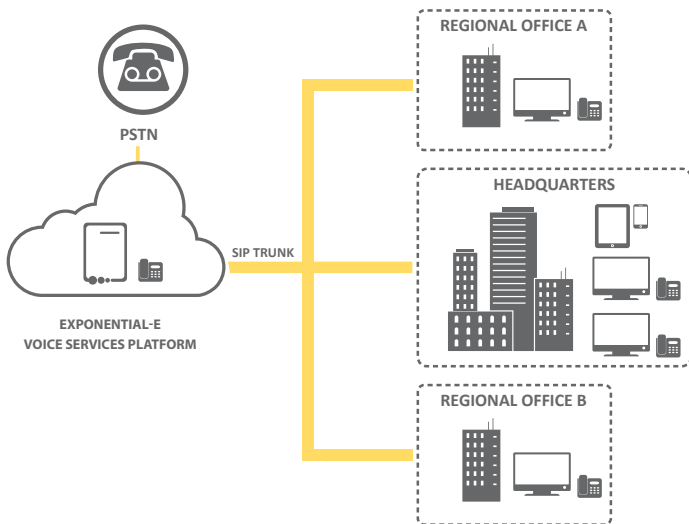 REGIONAL OFFICE A
PSTN
HEADQUARTERS
SIP TRUNK
EXPONENTIAL-E
VOICE SERVICES PLATFORM
REGIONAL OFFICE B